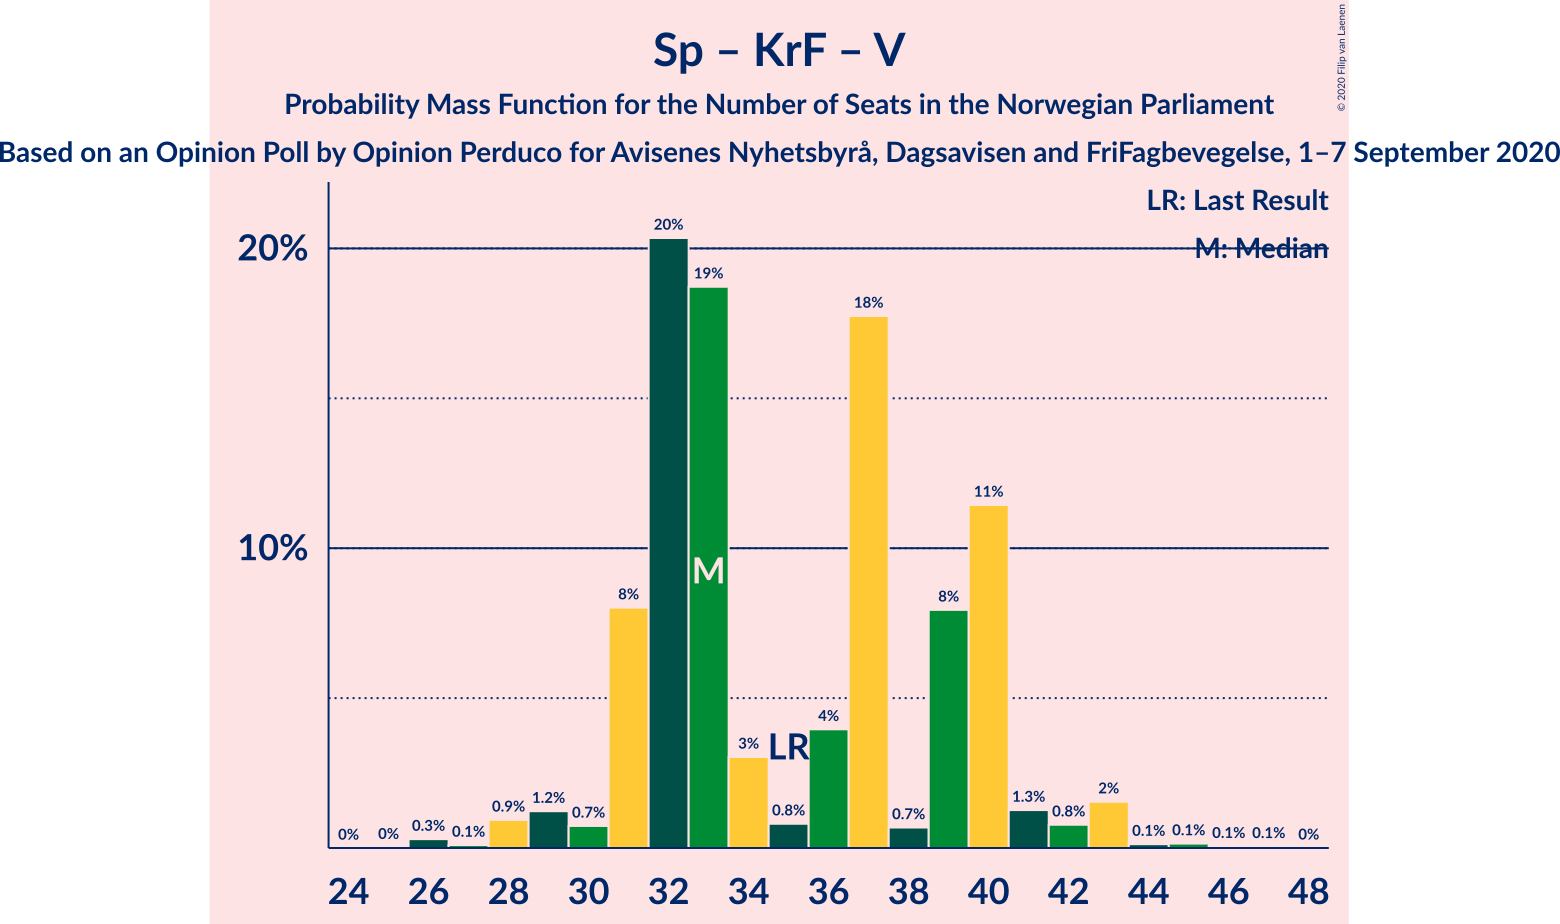 Sp – KrF – V
© 2020 Filip van Laenen
Probability Mass Function for the Number of Seats in the Norwegian Parliament
Based on an Opinion Poll by Opinion Perduco for Avisenes Nyhetsbyrå, Dagsavisen and FriFagbevegelse, 1–7 September 2020
LR: Last Result
M: Median
20%
10%
0% 0% 0.3% 0.1% 0.9% 1.2% 0.7% 8% 20% 19% 3% 0.8% 4% 18% 0.7% 8% 11% 1.3% 0.8% 2% 0.1% 0.1% 0.1% 0.1% 0%
M
LR
24 26 28 30 32 34 36 38 40 42 44 46 48